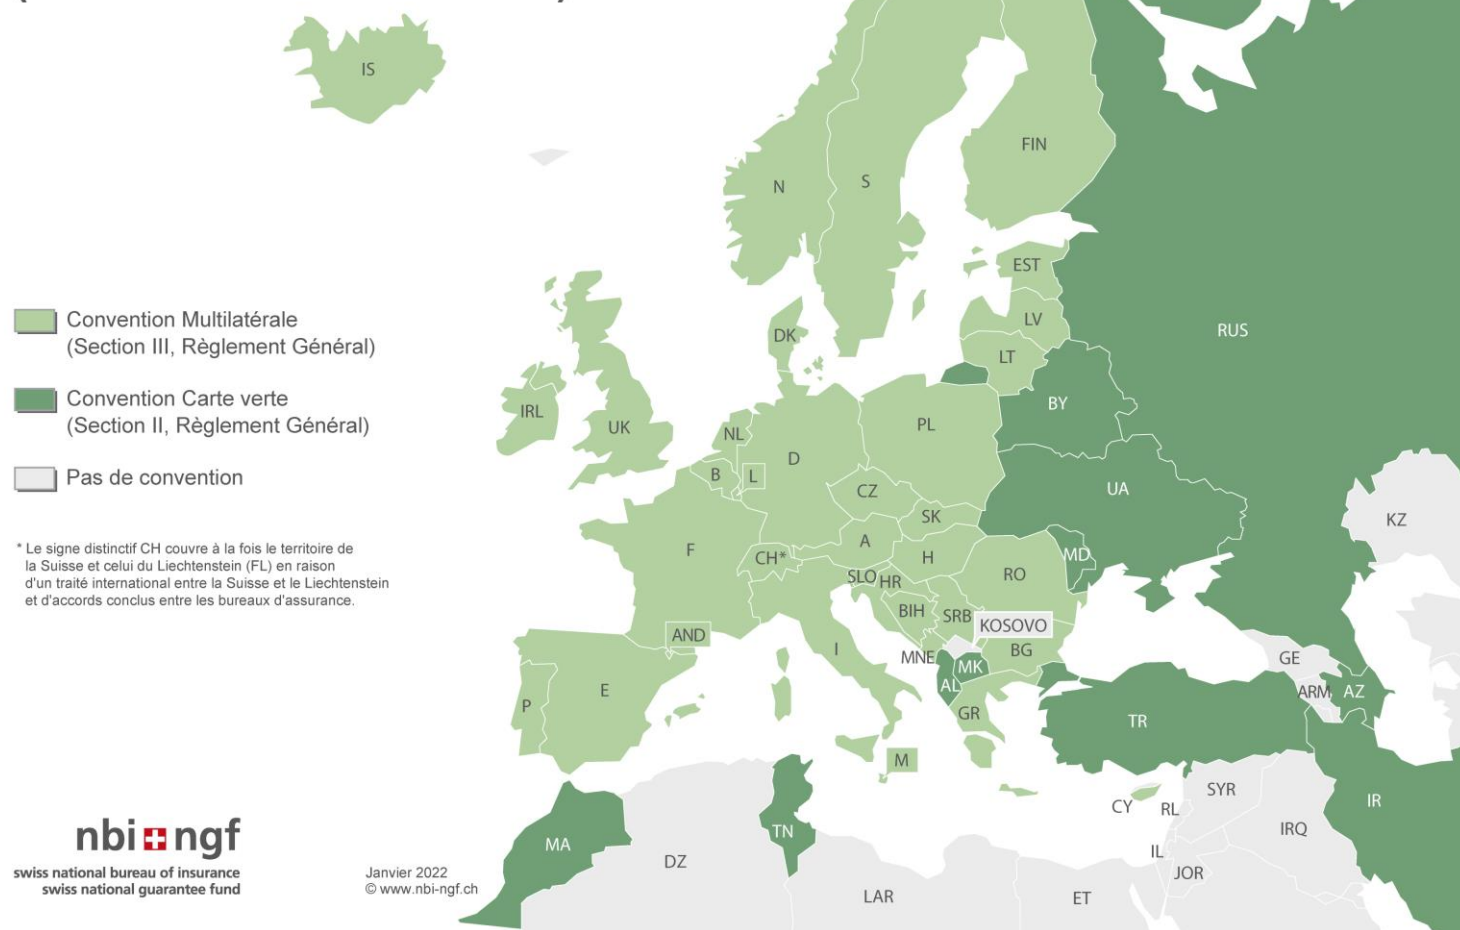 IS
FIN
N
S
EST
LV
LT
DK
RUS
BY
IRL
UK
NL
D
PL
B
L
CZ
UA
SK
KZ
F
CH*
A
H
MD
SLO
HR
RO
BIH
SRB
KOSOVO
AND
MNE
BG
MK
AL
I
GE
ARM
AZ
E
P
GR
TR
M
CY
RL
SYR
IR
MA
TN
DZ
IL
IRQ
JOR
LAR
ET
Convention Multilatérale
(Section III, Règlement Général)
Convention Carte verte
(Section II, Règlement Général)
Pas de convention
* Le signe distinctif CH couvre à la fois le territoire de
la Suisse et celui du Liechtenstein (FL) en raison
d'un traité international entre la Suisse et le Liechtenstein
et d'accords conclus entre les bureaux d'assurance.
nbi ngf
swiss national bureau of insurance
swiss national guarantee fund
Janvier 2022
© www.nbi-ngf.ch